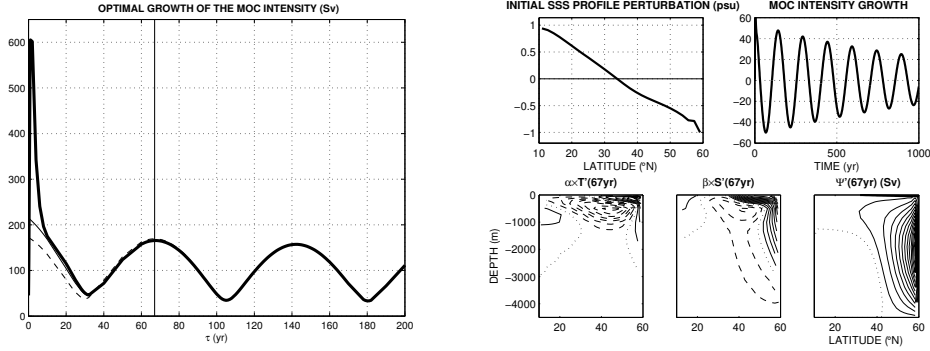 OPTIMAL GROWTH OF THE MOC INTENSITY (Sv)
600
500
400
300
200
100
0
0 20 40 60 80 100 120 140 160 180 200
τ (yr)
INITIAL SSS PROFILE PERTURBATION (psu)
1
0.5
0
−0.5
−1
10 20 30 40 50 60
LATITUDE (°N)
MOC INTENSITY GROWTH
60
40
20
0
−20
−40
−60
0 500 1000
TIME (yr)
α×T'(67yr)
0
−1000
−2000
−3000
−4000
DEPTH (m)
20 40 60
β×S'(67yr)
20 40 60
Ψ'(67yr) (Sv)
20 40 60
LATITUDE (°N)